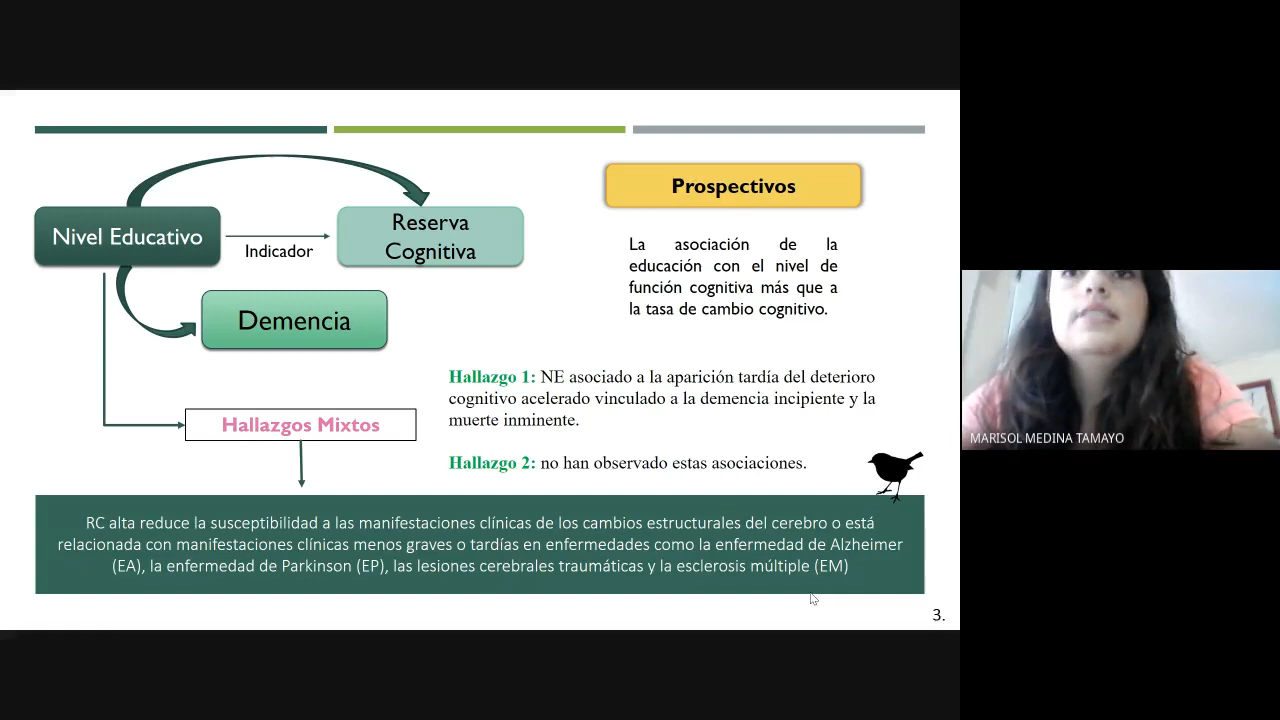 Nivel Educativo
Indicador
Reserva
Cognitiva
Demencia
Prospectivos
La asociación de la
educación con el nivel de
función cognitiva más que a
la tasa de cambio cognitivo.
Hallazgos Mixtos
Hallazgo 1: NE asociado a la aparición tardía del deterioro
cognitivo acelerado vinculado a la demencia incipiente y la
muerte inminente.
Hallazgo 2: no han observado estas asociaciones.
RC alta reduce la susceptibilidad a las manifestaciones clínicas de los cambios estructurales del cerebro o está
relacionada con manifestaciones clínicas menos graves o tardías en enfermedades como la enfermedad de Alzheimer
(EA), la enfermedad de Parkinson (EP), las lesiones cerebrales traumáticas y la esclerosis múltiple (EM)
3.
MARISOL MEDINA TAMAYO